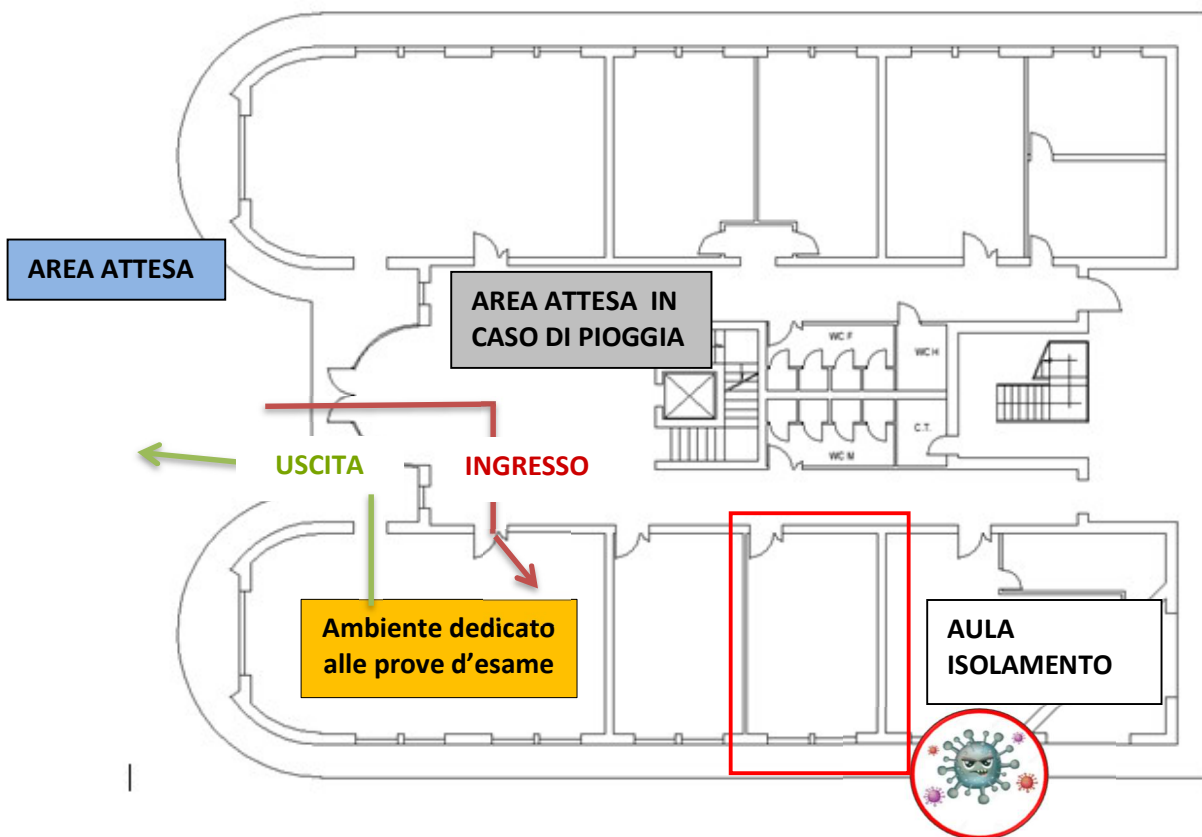 AREA ATTESA
AREA ATTESA IN
CASO DI PIOGGIA
WC F
WC H
C.T.
WC M
USCITA
INGRESSO
Ambiente dedicato
alle prove d’esame
AULA
ISOLAMENTO